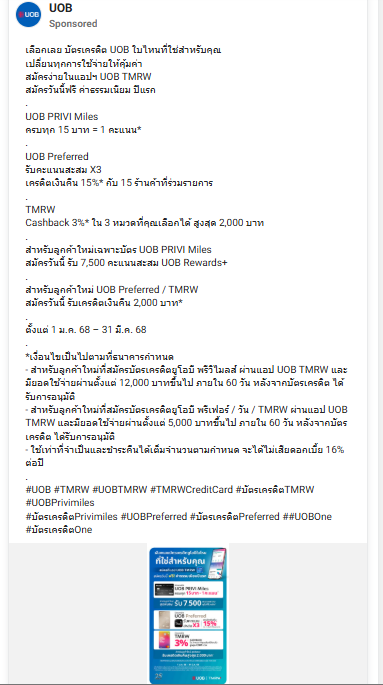 UOB
UOB
Sponsored
เลือกเลย บัตรเครดิต UOB ใบไหนที่ใช่สำหรับคุณ
เปลี่ยนทุกการใช้จ่ายให้คุ้มค่า
สมัครง่ายในแอปฯ UOB TMRW
สมัครวันนี้ฟรี ค่าธรรมเนียม ปีแรก
.
UOB PRIVI Miles
ครบทุก 15 บาท = 1 คะแนน*
.
UOB Preferred
รับคะแนนสะสม X3
เครดิตเงินคืน 15%* กับ 15 ร้านค้าที่ร่วมรายการ
.
TMRW
Cashback 3%* ใน 3 หมวดที่คุณเลือกได้ สูงสุด 2,000 บาท
.
สำหรับลูกค้าใหม่เฉพาะบัตร UOB PRIVI Miles
สมัครวันนี้ รับ 7,500 คะแนนสะสม UOB Rewards+
.
สำหรับลูกค้าใหม่ UOB Preferred / TMRW
สมัครวันนี้ รับเครดิตเงินคืน 2,000 บาท*
.
ตั้งแต่ 1 ม.ค. 68 – 31 มี.ค. 68
.
*เงื่อนไขเป็นไปตามที่ธนาคารกำหนด
- สำหรับลูกค้าใหม่ที่สมัครบัตรเครดิตยูโอบี พรีวิไมลส์ ผ่านแอป UOB TMRW และ
มียอดใช้จ่ายผ่านตั้งแต่ 12,000 บาทขึ้นไป ภายใน 60 วัน หลังจากบัตรเครดิต ได้
รับการอนุมัติ
- สำหรับลูกค้าใหม่ที่สมัครบัตรเครดิตยูโอบี พรีเฟอร์ / วัน / TMRW ผ่านแอป UOB
TMRW และมียอดใช้จ่ายผ่านตั้งแต่ 5,000 บาทขึ้นไป ภายใน 60 วัน หลังจากบัตร
เครดิต ได้รับการอนุมัติ
- ใช้เท่าที่จำเป็นและชำระคืนได้เต็มจำนวนตามกำหนด จะได้ไม่เสียดอกเบี้ย 16%
ต่อปี
.
#UOB #TMRW #UOBTMRW #TMRWCreditCard #บัตรเครดิตTMRW
#UOBPrivimiles
#บัตรเครดิตPrivimiles #UOBPreferred #บัตรเครดิตPreferred ##UOBOne
#บัตรเครดิตOne
ที่ใช่สำหรับคุณ
UOB PRIVI Miles
รับ 7,500
UOB Preferred
X3 15%
TMRW
3%
UOB